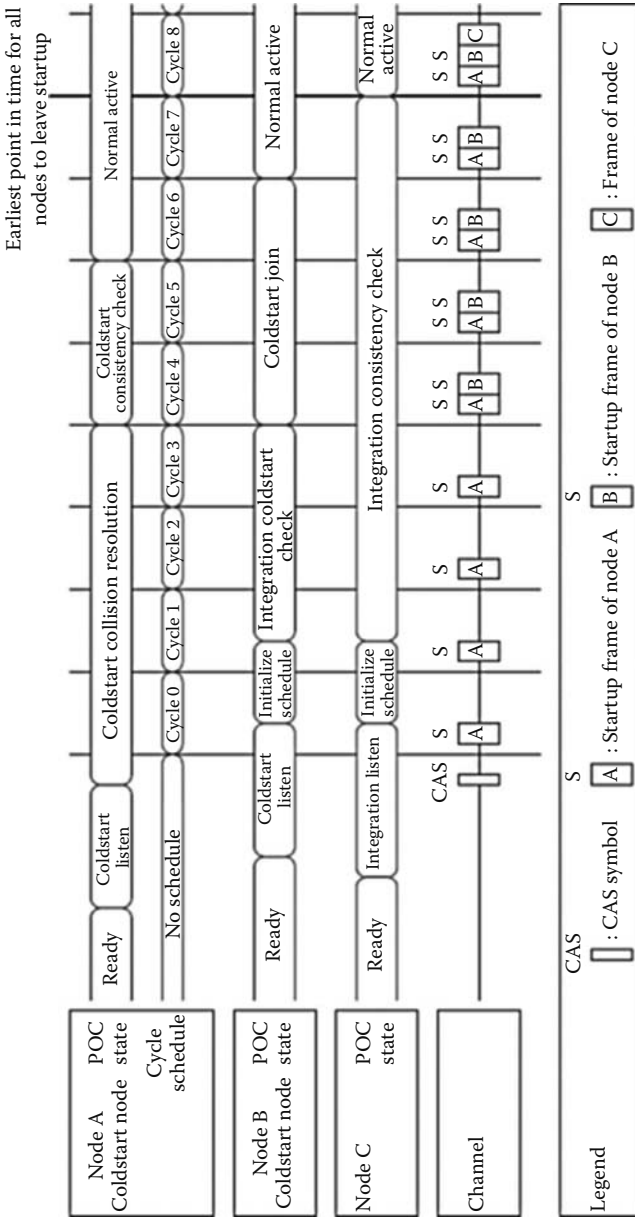 Earliest point in time for all
nodes to leave startup
Node A
Coldstart node
POC
state
Cycle
schedule
Ready
Coldstart
listen
Coldstart collision resolution
Coldstart
consistency check
Normal active
No schedule
Cycle 0
Cycle 1
Cycle 2
Cycle 3
Cycle 4
Cycle 5
Cycle 6
Cycle 7
Cycle 8
Node B
Coldstart node
POC
state
Ready
Coldstart
listen
Initialize
schedule
Integration coldstart
check
Coldstart join
Normal active
Node C
POC
state
Ready
Integration listen
Initialize
schedule
Integration consistency check
Normal
active
Channel
CAS
S
A
S
A
S
A
S
A
S S
A B
S S
A B
S S
A B
S S
A B
S S
A B C
Legend
CAS
: CAS symbol
S
A : Startup frame of node A
S
B : Startup frame of node B
C : Frame of node C